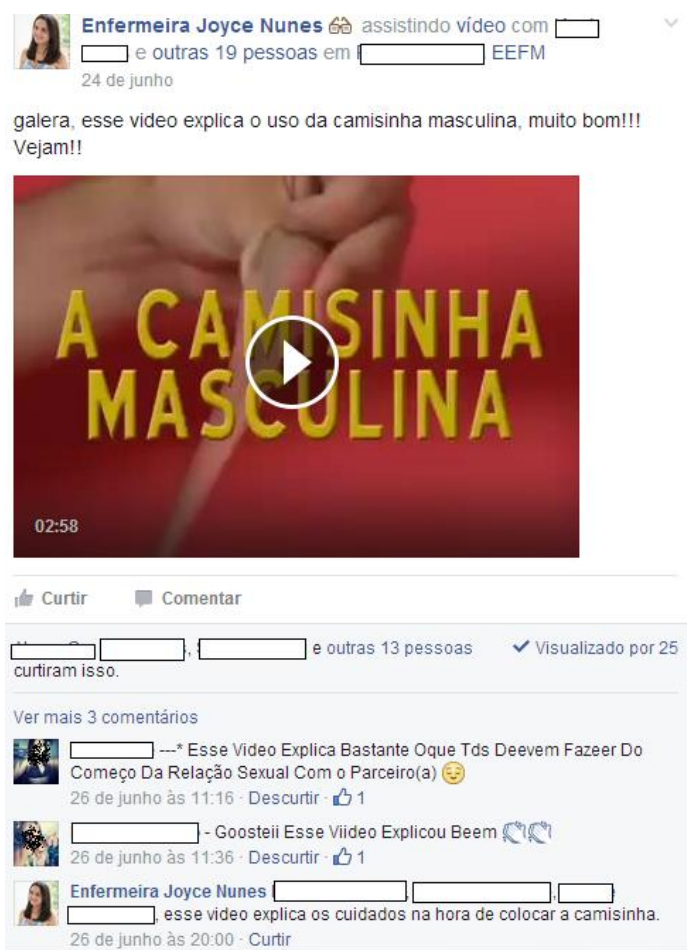 Enfermeira Joyce Nunes assistindo vídeo com
e outras 19 pessoas em EEFM
24 de junho
galera, esse video explica o uso da camisinha masculina, muito bom!!!
Vejam!!
A CAMISINHA
MASCULINA
02:58
Curtir Comentar
, e outras 13 pessoas
curtiram isso.
Visualizado por 25
Ver mais 3 comentários
---* Esse Video Explica Bastante Oque Tds Deevem Fazeer Do
Começo Da Relação Sexual Com o Parceiro(a)
26 de junho às 11:16 · Descurtir · 1
- Goosteii Esse Viideo Explicou Beem
26 de junho às 11:36 · Descurtir · 1
Enfermeira Joyce Nunes , ,
, esse video explica os cuidados na hora de colocar a camisinha.
26 de junho às 20:00 · Curtir